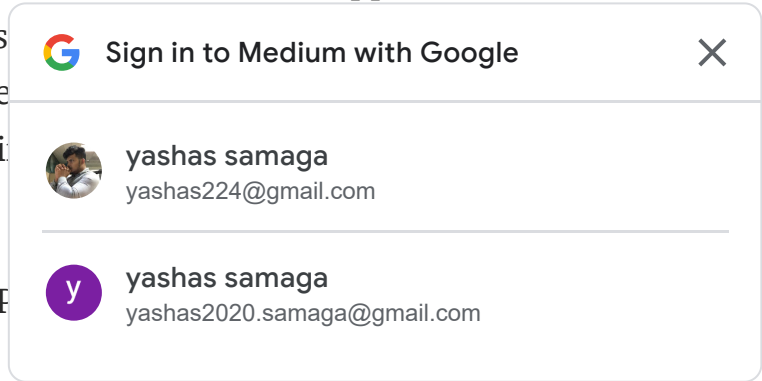 Sign in to Medium with Google
yashas samaga
yashas224@gmail.com
y
yashas samaga
yashas2020.samaga@gmail.com